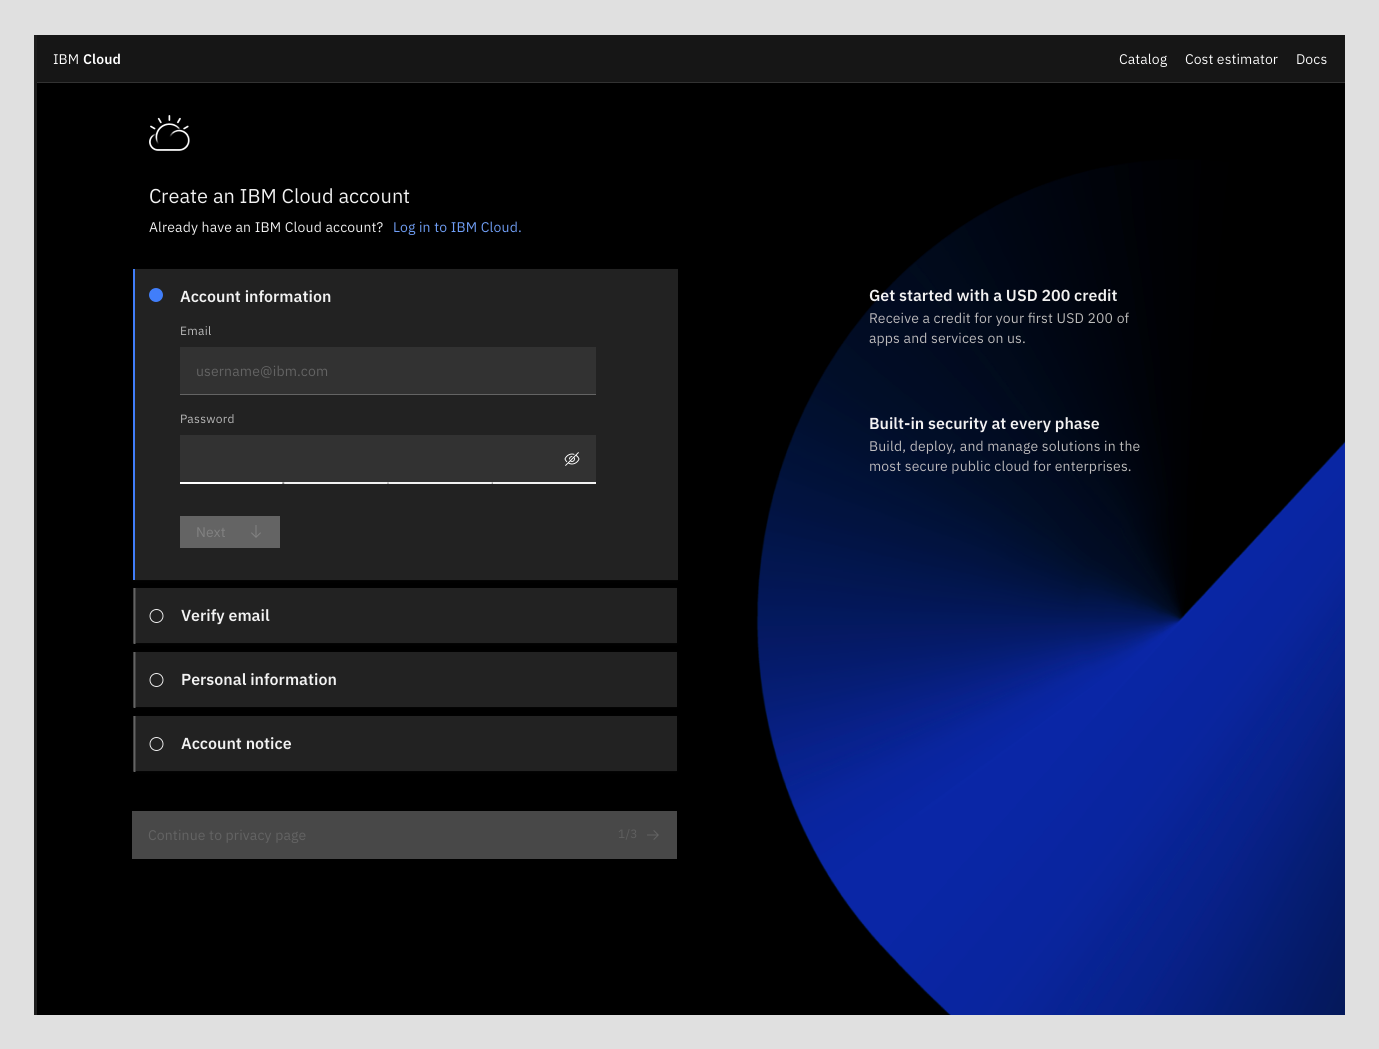 IBM Cloud
Catalog Cost estimator Docs
Create an IBM Cloud account
Already have an IBM Cloud account? Log in to IBM Cloud.
Account information
Email
username@ibm.com
Password
Next
Verify email
Personal information
Account notice
Continue to privacy page 1/3
Get started with a USD 200 credit
Receive a credit for your first USD 200 of
apps and services on us.
Built-in security at every phase
Build, deploy, and manage solutions in the
most secure public cloud for enterprises.